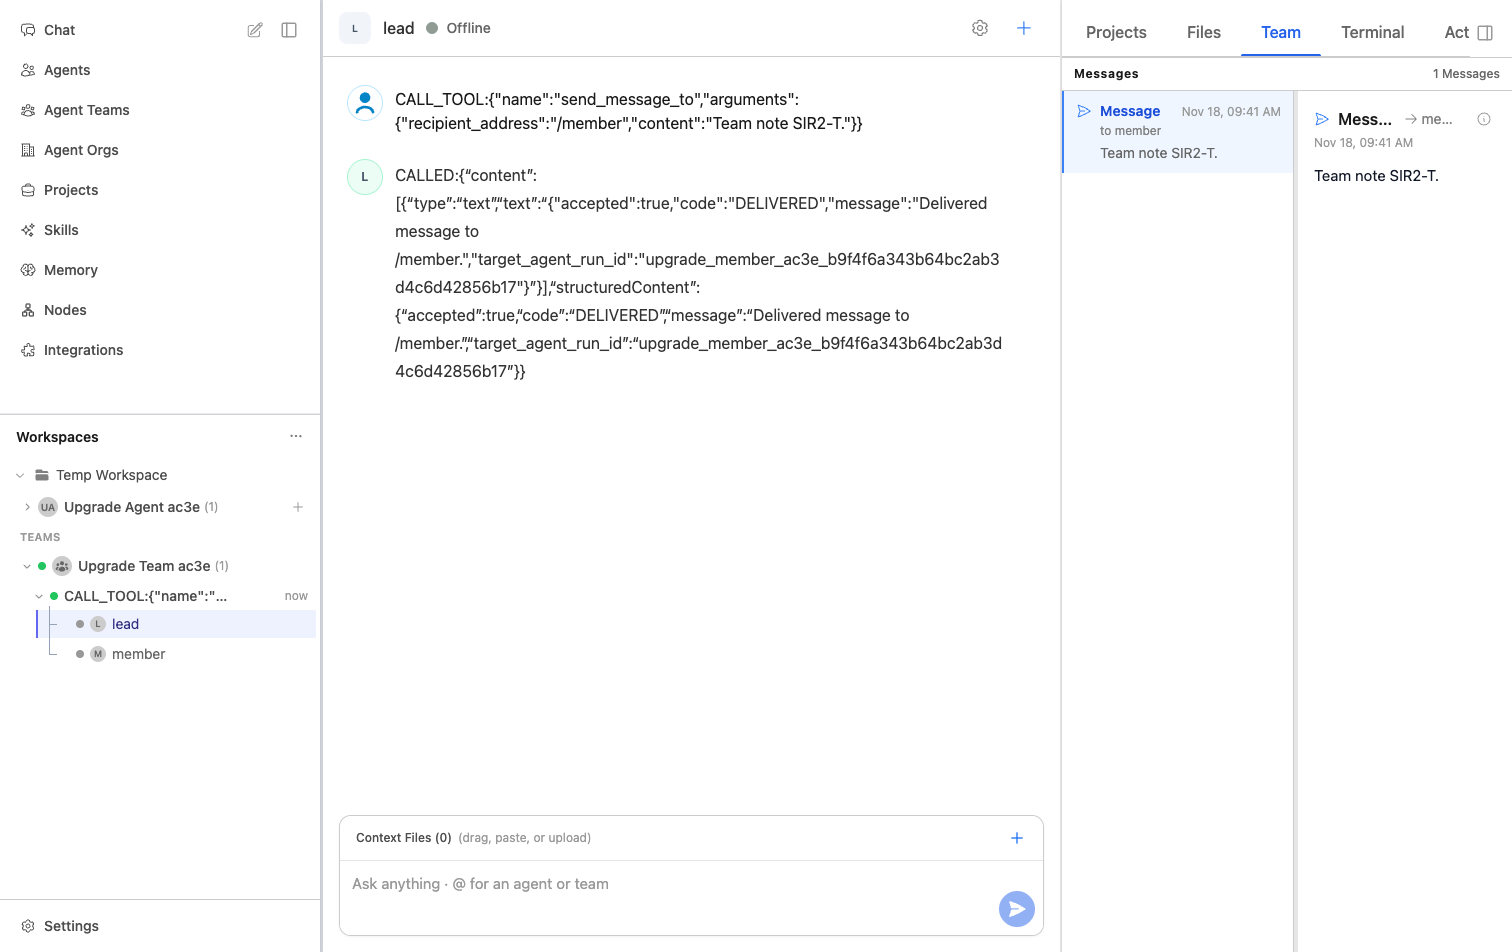 Chat
Agents
Agent Teams
Agent Orgs
Projects
Skills
Memory
Nodes
Integrations
Workspaces
Temp Workspace
UA Upgrade Agent ac3e (1)
TEAMS
Upgrade Team ac3e (1)
CALL_TOOL:{"name":"... now
L lead
M member
Settings
L lead Offline
CALL_TOOL:{"name":"send_message_to","arguments":
{"recipient_address":"/member","content":"Team note SIR2-T."}}
L
CALLED:{“content”:
[{“type”:“text”,“text”:“{"accepted":true,"code":"DELIVERED","message":"Delivered
message to
/member.","target_agent_run_id":"upgrade_member_ac3e_b9f4f6a343b64bc2ab3
d4c6d42856b17"}”}],“structuredContent”:
{“accepted”:true,“code”:“DELIVERED”,“message”:“Delivered message to
/member.”,“target_agent_run_id”:“upgrade_member_ac3e_b9f4f6a343b64bc2ab3d
4c6d42856b17”}}
Context Files (0) (drag, paste, or upload)
Ask anything · @ for an agent or team
Projects Files Team Terminal Act
Messages 1 Messages
Message Nov 18, 09:41 AM
to member
Team note SIR2-T.
Mess... → me...
Nov 18, 09:41 AM
Team note SIR2-T.